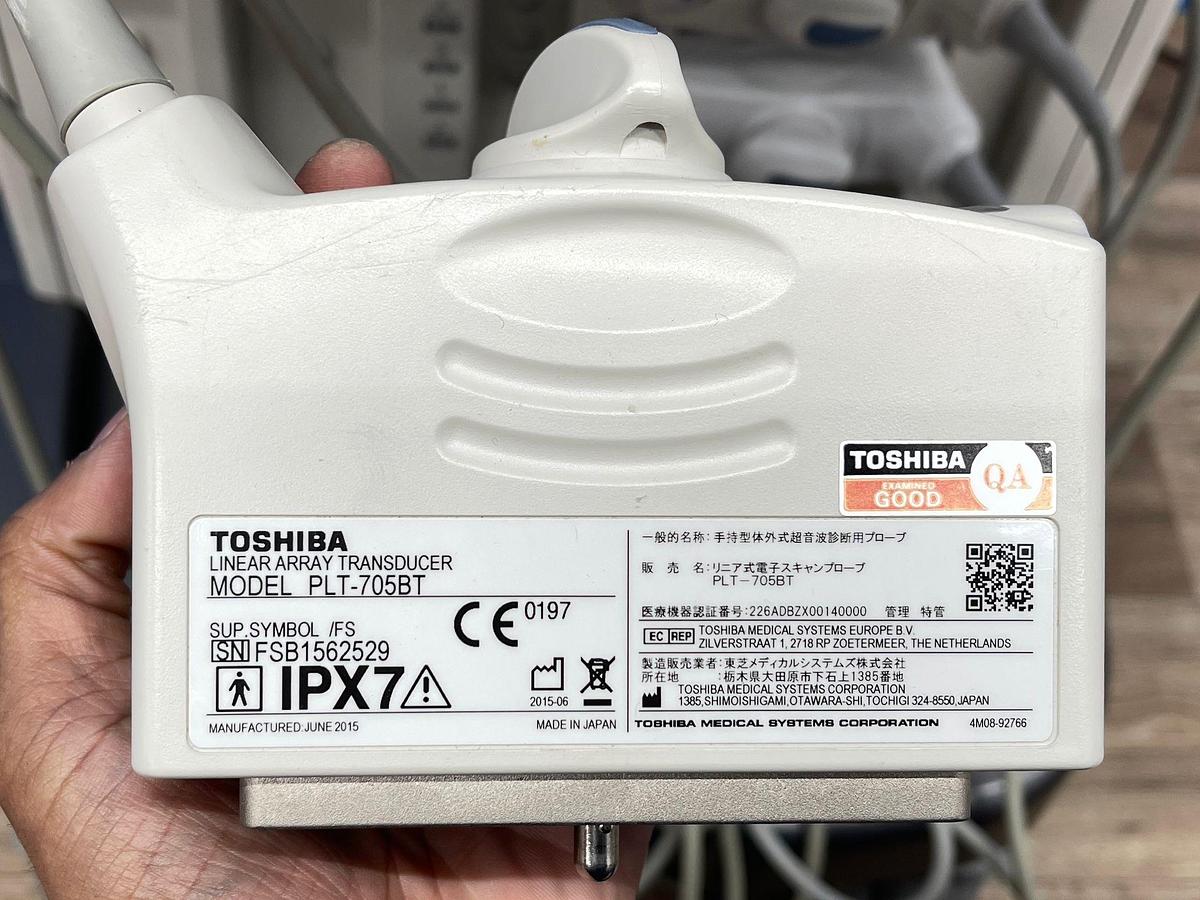 TOSHIBA
QA
EXAMINED
GOOD
TOSHIBA
LINEAR ARRAY TRANSDUCER
MODEL PLT-705BT
CE 0197
SUP.SYMBOL /FS
SN FSB1562529
IPX7
2015-06
MANUFACTURED:JUNE 2015
MADE IN JAPAN
一般的名称：手持型体外式超音波診断用プローブ
販　売　名：リニア式電子スキャンプローブ
PLT-705BT
医療機器認証番号：226ADBZX00140000　管理　特管
EC REP TOSHIBA MEDICAL SYSTEMS EUROPE B.V.
ZILVERSTRAAT 1, 2718 RP ZOETERMEER, THE NETHERLANDS
製造販売業者：東芝メディカルシステムズ株式会社
所在地　　　：栃木県大田原市下石上1385番地
TOSHIBA MEDICAL SYSTEMS CORPORATION
1385,SHIMOISHIGAMI,OTAWARA-SHI,TOCHIGI 324-8550,JAPAN
TOSHIBA MEDICAL SYSTEMS CORPORATION
4M08-92766